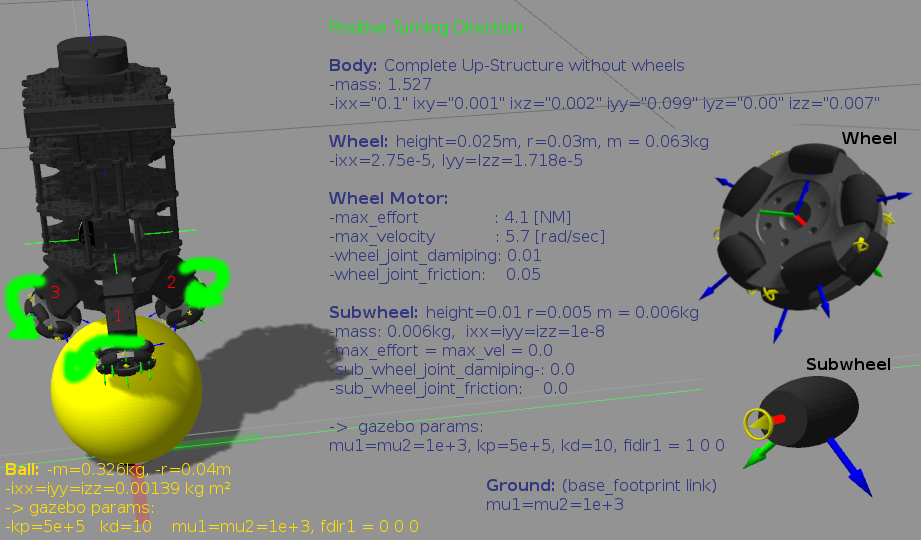 Positive Turning Direction
Body: Complete Up-Structure without wheels
-mass: 1.527
-ixx="0.1" ixy="0.001" ixz="0.002" iyy="0.099" iyz="0.00" izz="0.007"
Wheel: height=0.025m, r=0.03m, m = 0.063kg
-ixx=2.75e-5, Iyy=Izz=1.718e-5
Wheel Motor:
-max_effort : 4.1 [NM]
-max_velocity : 5.7 [rad/sec]
-wheel_joint_damiping: 0.01
-wheel_joint_friction: 0.05
Subwheel: height=0.01 r=0.005 m = 0.006kg
-mass: 0.006kg, ixx=iyy=izz=1e-8
-max_effort = max_vel = 0.0
-sub_wheel_joint_damping-: 0.0
-sub_wheel_joint_friction: 0.0
-> gazebo params:
mu1=mu2=1e+3, kp=5e+5, kd=10, fidir1 = 1 0 0
Ground: (base_footprint link)
mu1=mu2=1e+3
Wheel
Subwheel
3
2
1
Ball: -m=0.326kg, -r=0.04m
-ixx=iyy=izz=0.00139 kg m²
-> gazebo params:
-kp=5e+5 kd=10 mu1=mu2=1e+3, fdir1 = 0 0 0